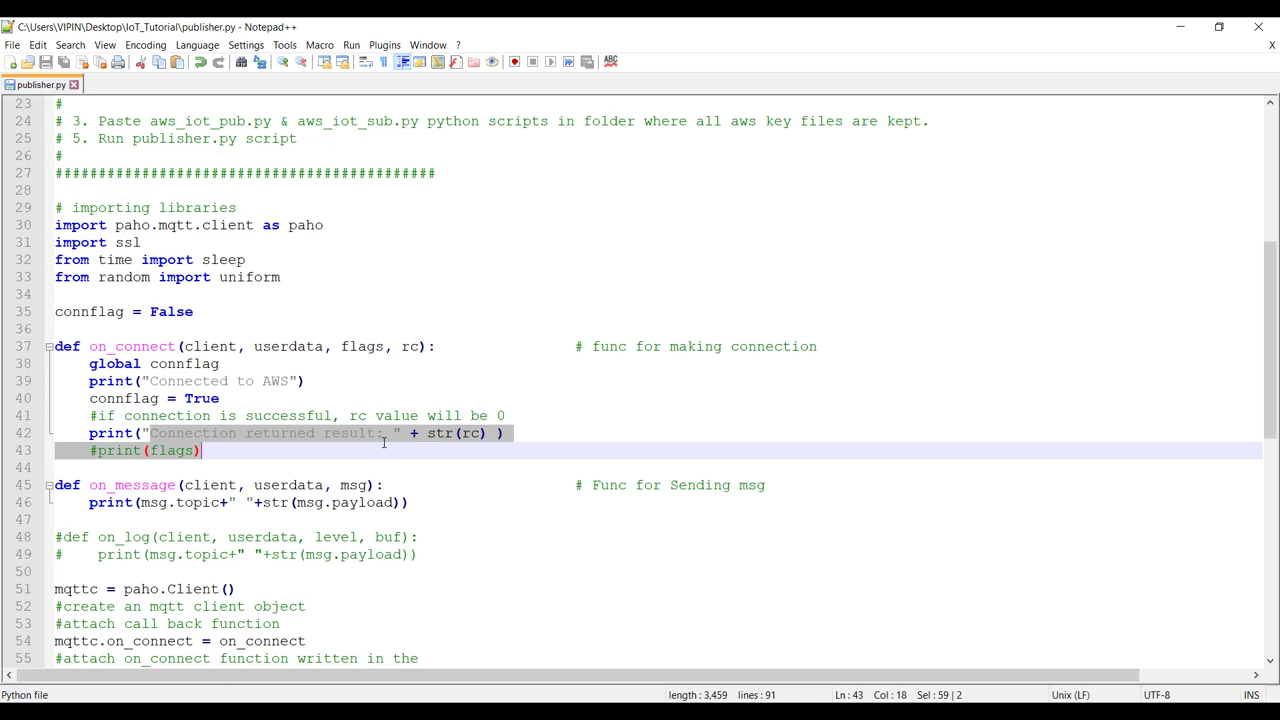 C:\Users\VIPIN\Desktop\IoT_Tutorial\publisher.py - Notepad++
File Edit Search View Encoding Language Settings Tools Macro Run Plugins Window ? X
ABC
publisher.py
23 #
24 # 3. Paste aws_iot_pub.py & aws_iot_sub.py python scripts in folder where all aws key files are kept.
25 # 5. Run publisher.py script
26 #
27 ############################################
28
29 # importing libraries
30 import paho.mqtt.client as paho
31 import ssl
32 from time import sleep
33 from random import uniform
34
35 connflag = False
36
37 def on_connect(client, userdata, flags, rc): # func for making connection
38 global connflag
39 print("Connected to AWS")
40 connflag = True
41 #if connection is successful, rc value will be 0
42 print("Connection returned result: " + str(rc) )
43 #print(flags)
44
45 def on_message(client, userdata, msg): # Func for Sending msg
46 print(msg.topic+" "+str(msg.payload))
47
48 #def on_log(client, userdata, level, buf):
49 # print(msg.topic+" "+str(msg.payload))
50
51 mqttc = paho.Client()
52 #create an mqtt client object
53 #attach call back function
54 mqttc.on_connect = on_connect
55 #attach on_connect function written in the
Python file length : 3,459 lines : 91 Ln : 43 Col : 18 Sel : 59 | 2 Unix (LF) UTF-8 INS